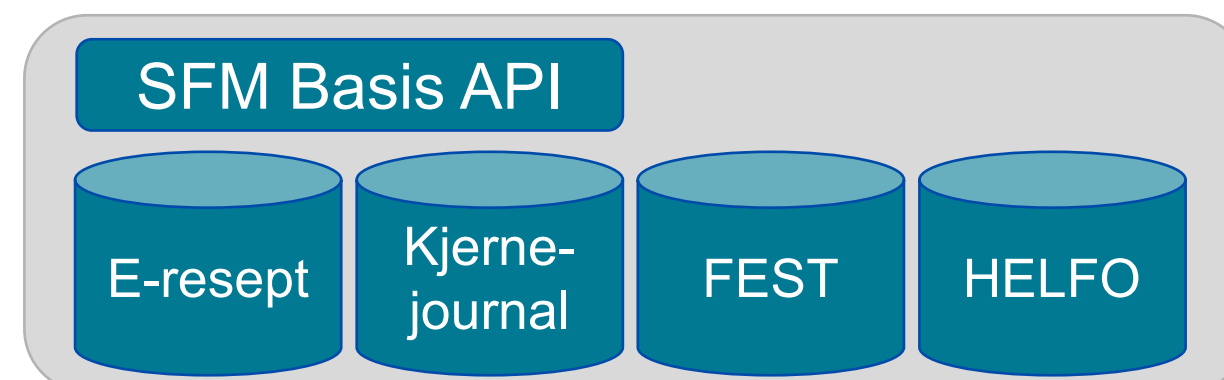 SFM Basis API
E-resept
Kjerne-
journal
FEST
HELFO